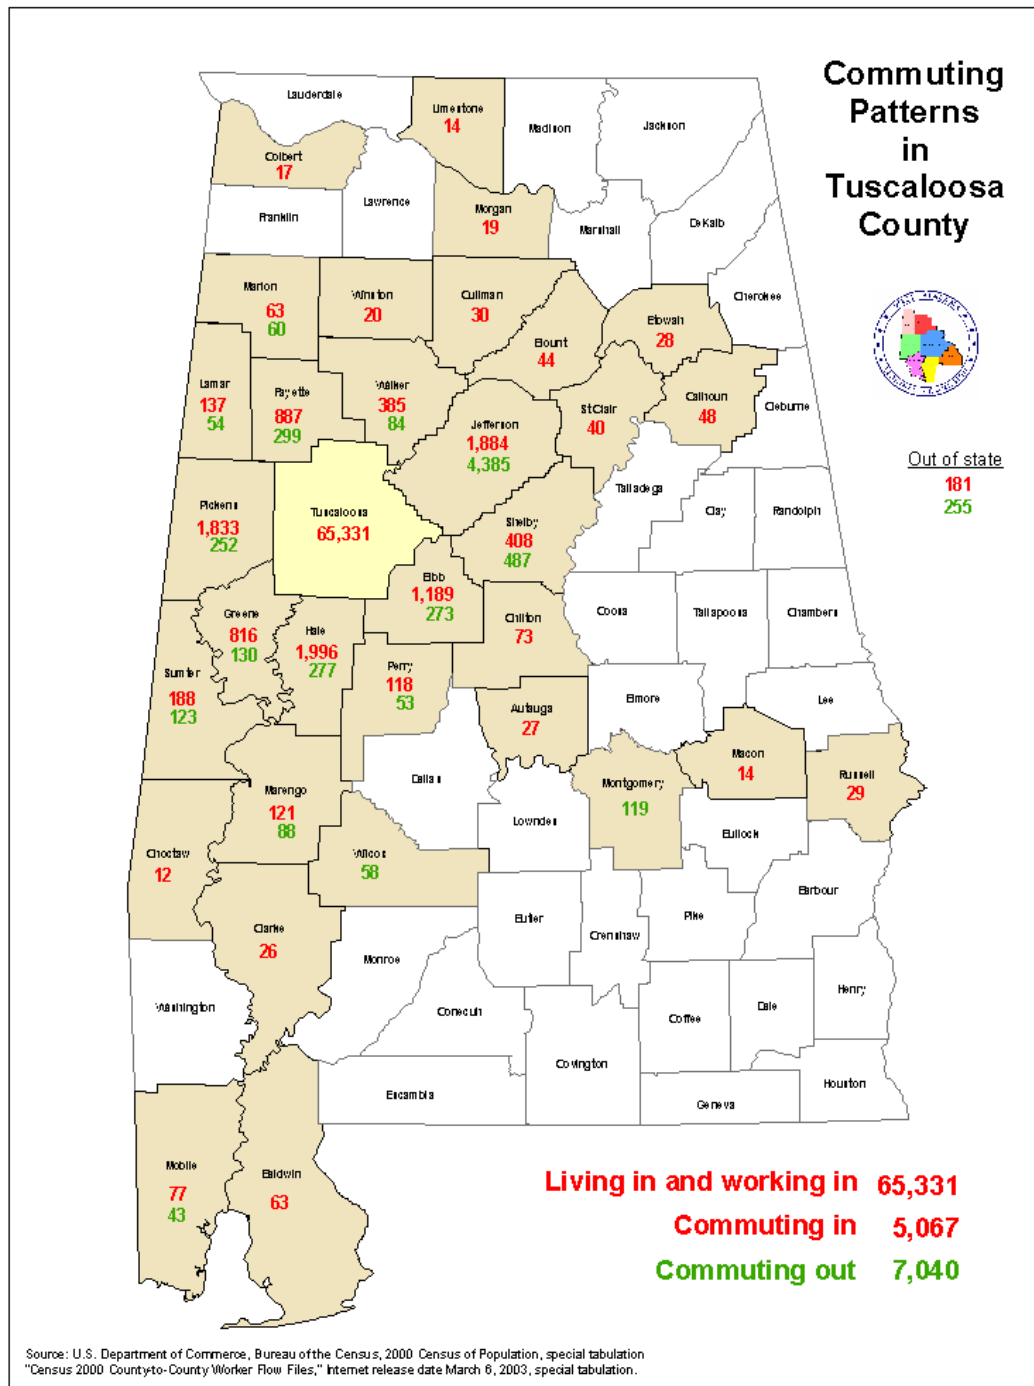 Commuting
Patterns
in
Tuscaloosa
County
Lauderdale
Limestone
14
Madison
Jackson
Colbert
17
Franklin
Lawrence
Morgan
19
Marshall
DeKalb
Cherokee
Marion
63
60
Winston
20
Cullman
30
Blount
44
Etowah
28
Lamar
137
54
Fayette
887
299
Walker
385
84
Jefferson
1,884
4,385
St Clair
40
Calhoun
48
Cleburne
Out of state
181
255
Pickens
1,833
252
Tuscaloosa
65,331
Shelby
408
487
Talladega
Clay
Randolph
Bibb
1,189
273
Greene
816
130
Hale
1,996
277
Chilton
73
Coosa
Tallapoosa
Chambers
Sumter
188
123
Perry
118
53
Autauga
27
Elmore
Lee
Macon
14
Russell
29
Marengo
121
88
Dallas
Lowndes
Montgomery
119
Bullock
Choctaw
12
Wilcox
58
Clarke
26
Butler
Crenshaw
Pike
Barbour
Washington
Monroe
Conecuh
Coffee
Dale
Henry
Covington
Escambia
Geneva
Houston
Mobile
77
43
Baldwin
63
Living in and working in 65,331
Commuting in 5,067
Commuting out 7,040
Source: U.S. Department of Commerce, Bureau of the Census, 2000 Census of Population, special tabulation
"Census 2000 County-to-County Worker Flow Files," Internet release date March 6, 2003, special tabulation.